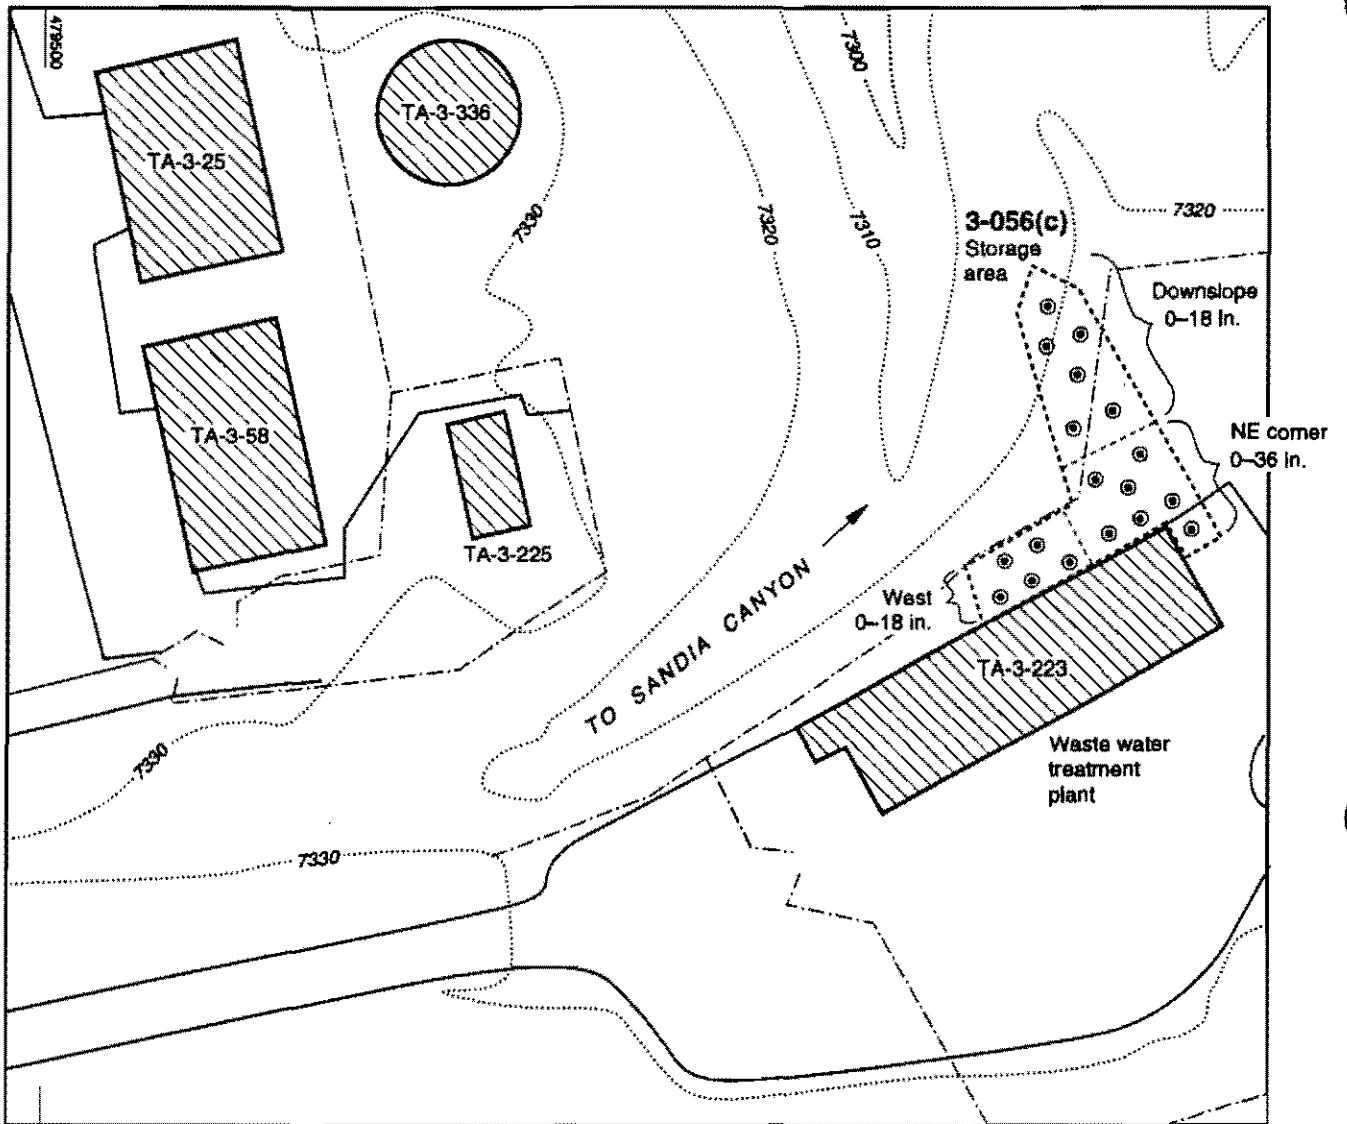 479500
TA-3-25
TA-3-336
7300
7330
7320
7310
3-056(c)
Storage
area
7320
Downslope
0–18 In.
TA-3-58
TA-3-225
NE corner
0–36 in.
West
0–18 in.
TO SANDIA CANYON
TA-3-223
Waste water
treatment
plant
7330
7330